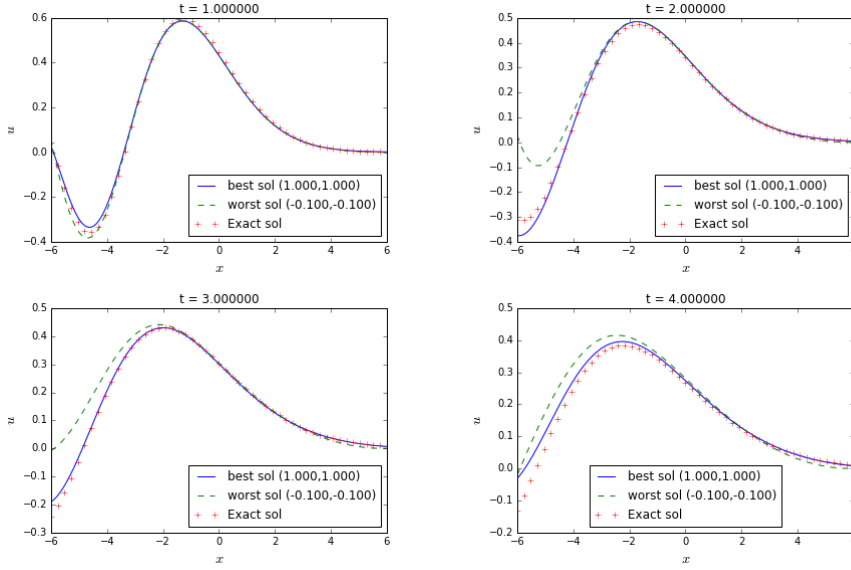 t = 1.000000
0.6
0.4
0.2
0.0
−0.2
−0.4
u
best sol (1.000,1.000)
worst sol (-0.100,-0.100)
Exact sol
−6 −4 −2 0 2 4 6
x
t = 2.000000
0.5
0.4
0.3
0.2
0.1
0.0
−0.1
−0.2
−0.3
−0.4
u
best sol (1.000,1.000)
worst sol (-0.100,-0.100)
Exact sol
−6 −4 −2 0 2 4
x
t = 3.000000
0.5
0.4
0.3
0.2
0.1
0.0
−0.1
−0.2
−0.3
u
best sol (1.000,1.000)
worst sol (-0.100,-0.100)
Exact sol
−6 −4 −2 0 2 4 6
x
t = 4.000000
0.5
0.4
0.3
0.2
0.1
0.0
−0.1
−0.2
u
best sol (1.000,1.000)
worst sol (-0.100,-0.100)
Exact sol
−6 −4 −2 0 2 4
x